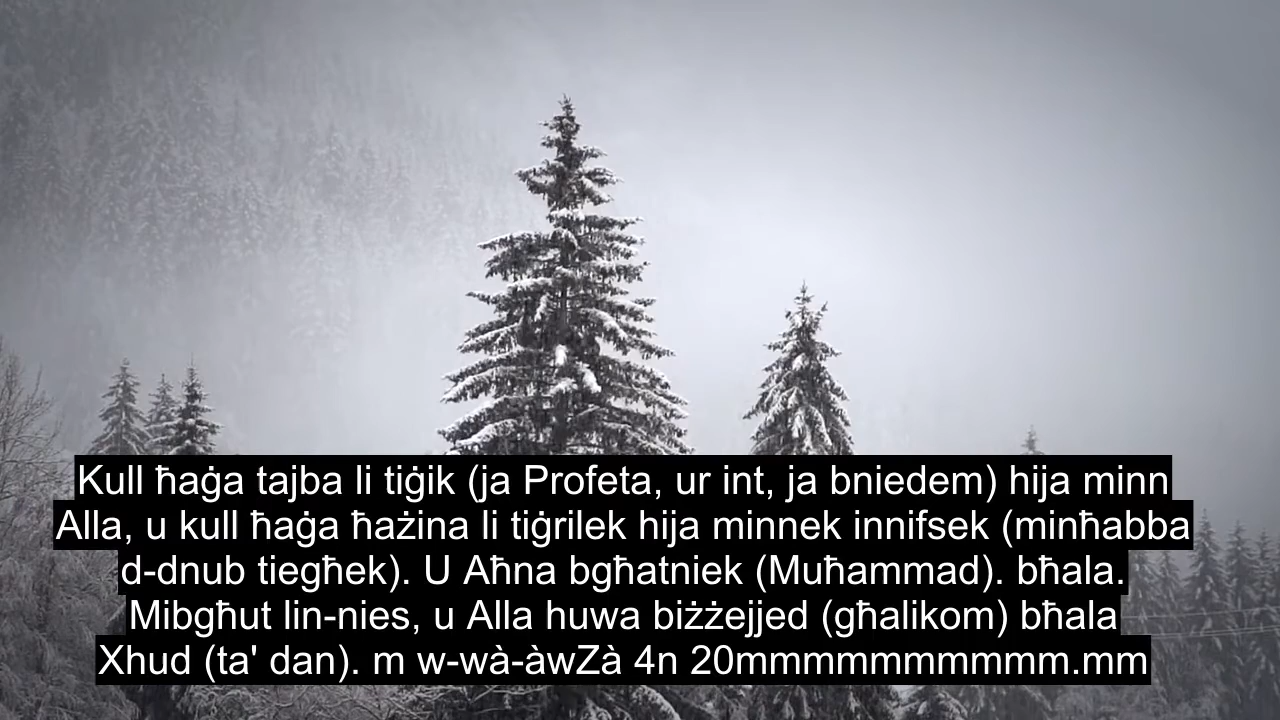 Kull ħaġa tajba li tiġik (ja Profeta, ur int, ja bniedem) hija minn
Alla, u kull ħaġa ħażina li tiġrilek hija minnek innifsek (minħabba
d-dnub tiegħek). U Aħna bgħatniek (Muħammad). bħala.
Mibgħut lin-nies, u Alla huwa biżżejjed (għalikom) bħala
Xhud (ta' dan). m w-wà-àwZà 4n 20mmmmmmmmmm.mm